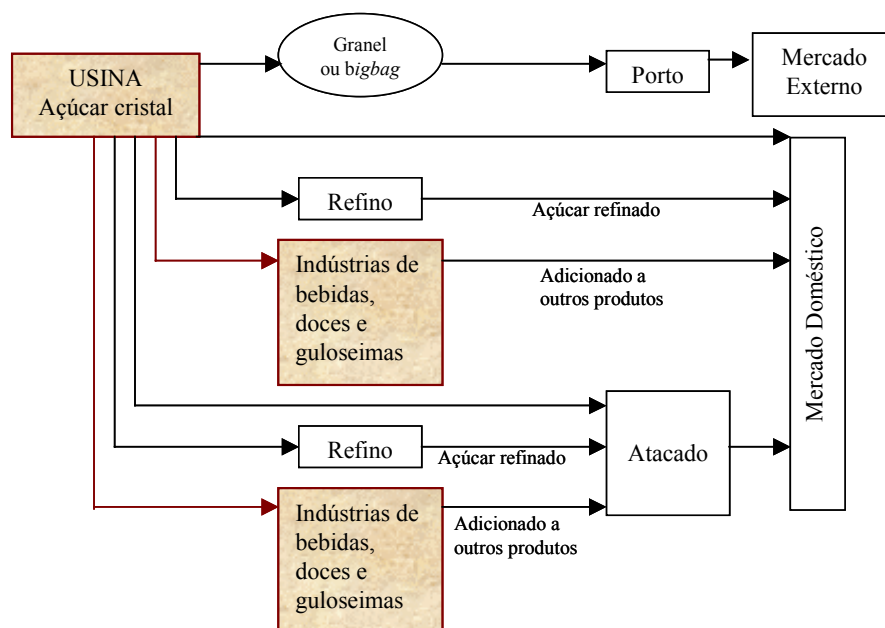 Granel
ou bigbag
Porto
Mercado
Externo
USINA
Açúcar cristal
Refino
Açúcar refinado
Indústrias de
bebidas,
doces e
guloseimas
Adicionado a
outros produtos
Mercado Doméstico
Atacado
Refino
Açúcar refinado
Indústrias de
bebidas,
doces e
guloseimas
Adicionado a
outros produtos